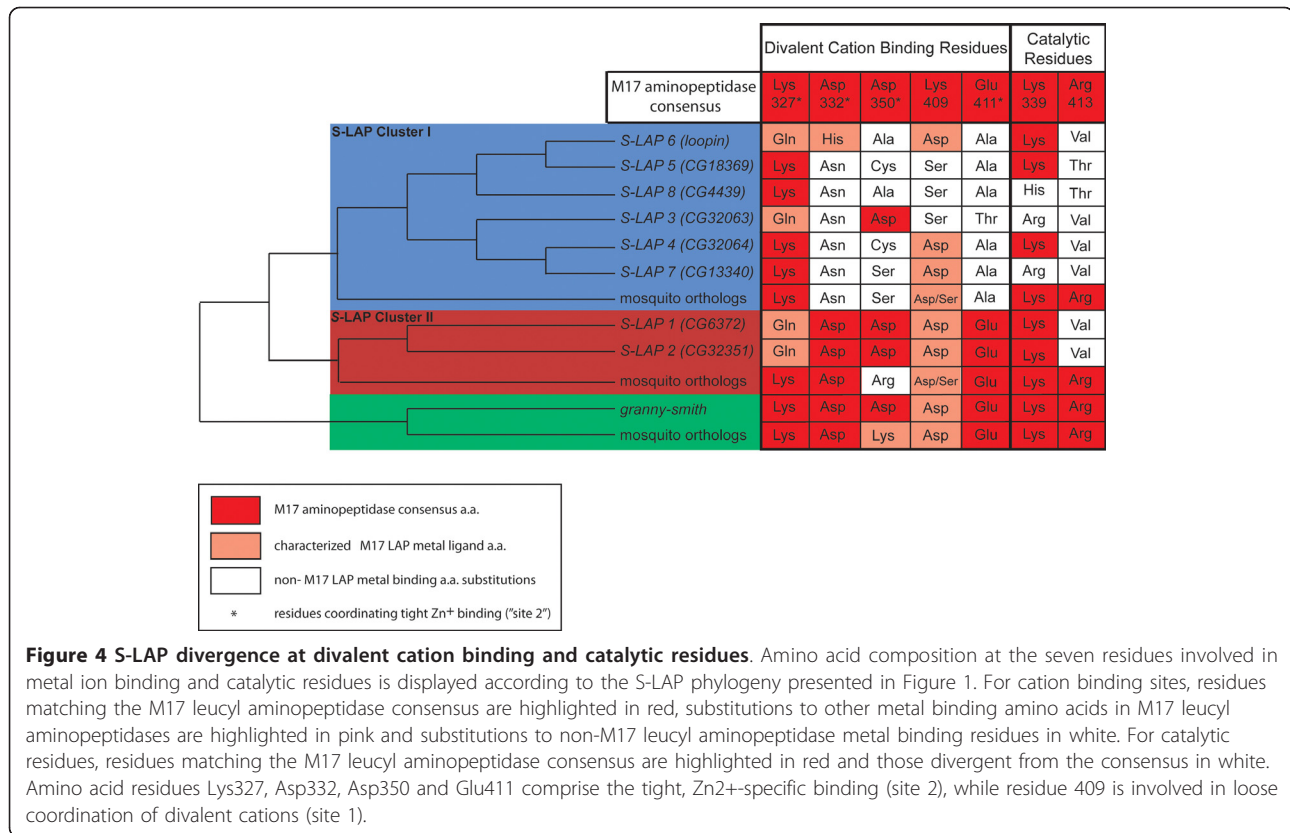 Divalent Cation Binding Residues Catalytic Residues
M17 aminopeptidase consensus Lys 327* Asp 332* Asp 350* Lys 409 Glu 411* Lys 339 Arg 413
S-LAP Cluster I
S-LAP 6 (loopin) Gln His Ala Asp Ala Lys Val
S-LAP 5 (CG18369) Lys Asn Cys Ser Ala Lys Thr
S-LAP 8 (CG4439) Lys Asn Ala Ser Ala His Thr
S-LAP 3 (CG32063) Gln Asn Asp Ser Thr Arg Val
S-LAP 4 (CG32064) Lys Asn Cys Asp Ala Lys Val
S-LAP 7 (CG13340) Lys Asn Ser Asp Ala Arg Val
mosquito orthologs Lys Asn Ser Asp/Ser Ala Lys Arg
S-LAP Cluster II
S-LAP 1 (CG6372) Gln Asp Asp Asp Glu Lys Val
S-LAP 2 (CG32351) Gln Asp Asp Asp Glu Lys Val
mosquito orthologs Lys Asp Arg Asp/Ser Glu Lys Arg
granny-smith Lys Asp Asp Asp Glu Lys Arg
mosquito orthologs Lys Asp Lys Asp Glu Lys Arg
M17 aminopeptidase consensus a.a.
characterized M17 LAP metal ligand a.a.
non- M17 LAP metal binding a.a. substitutions
* residues coordinating tight Zn+ binding ("site 2")
Figure 4 S-LAP divergence at divalent cation binding and catalytic residues. Amino acid composition at the seven residues involved in
metal ion binding and catalytic residues is displayed according to the S-LAP phylogeny presented in Figure 1. For cation binding sites, residues
matching the M17 leucyl aminopeptidase consensus are highlighted in red, substitutions to other metal binding amino acids in M17 leucyl
aminopeptidases are highlighted in pink and substitutions to non-M17 leucyl aminopeptidase metal binding residues in white. For catalytic
residues, residues matching the M17 leucyl aminopeptidase consensus are highlighted in red and those divergent from the consensus in white.
Amino acid residues Lys327, Asp332, Asp350 and Glu411 comprise the tight, Zn2+-specific binding (site 2), while residue 409 is involved in loose
coordination of divalent cations (site 1).